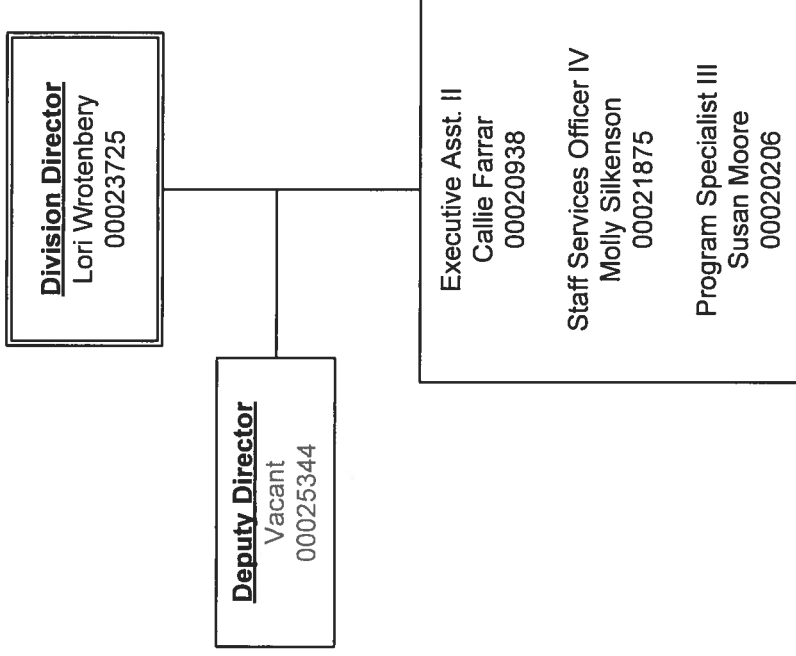 Division Director
Lori Wrotenbery
00023725
Deputy Director
Vacant
00025344
Executive Asst. II
Callie Farrar
00020938
Staff Services Officer IV
Molly Silkenson
00021875
Program Specialist III
Susan Moore
00020206